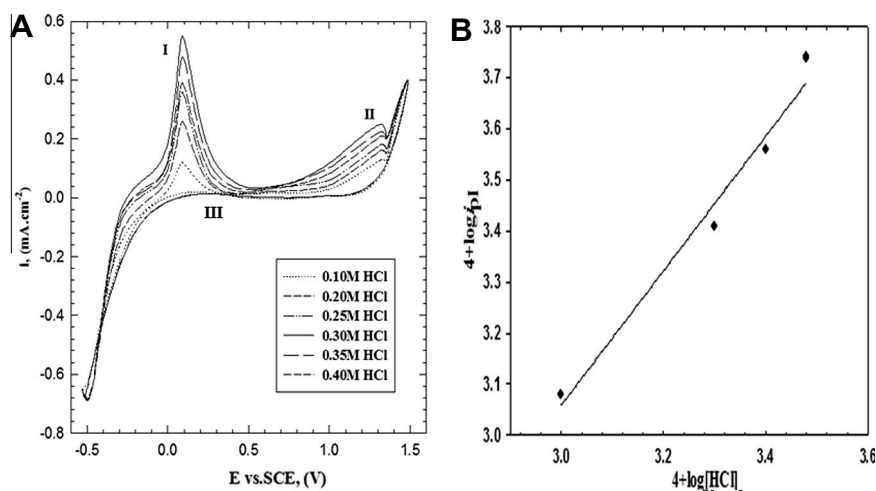 A
I
II
III
0.6
0.4
0.2
0.0
-0.2
-0.4
-0.6
-0.8
i, (mA.cm-2)
0.10M HCl
0.20M HCl
0.25M HCl
0.30M HCl
0.35M HCl
0.40M HCl
-0.5
0.0
0.5
1.0
1.5
E vs.SCE, (V)
B
3.8
3.7
3.6
3.5
3.4
3.3
3.2
3.1
3.0
4+logipI
3.0
3.2
3.4
3.6
4+log[HCl]